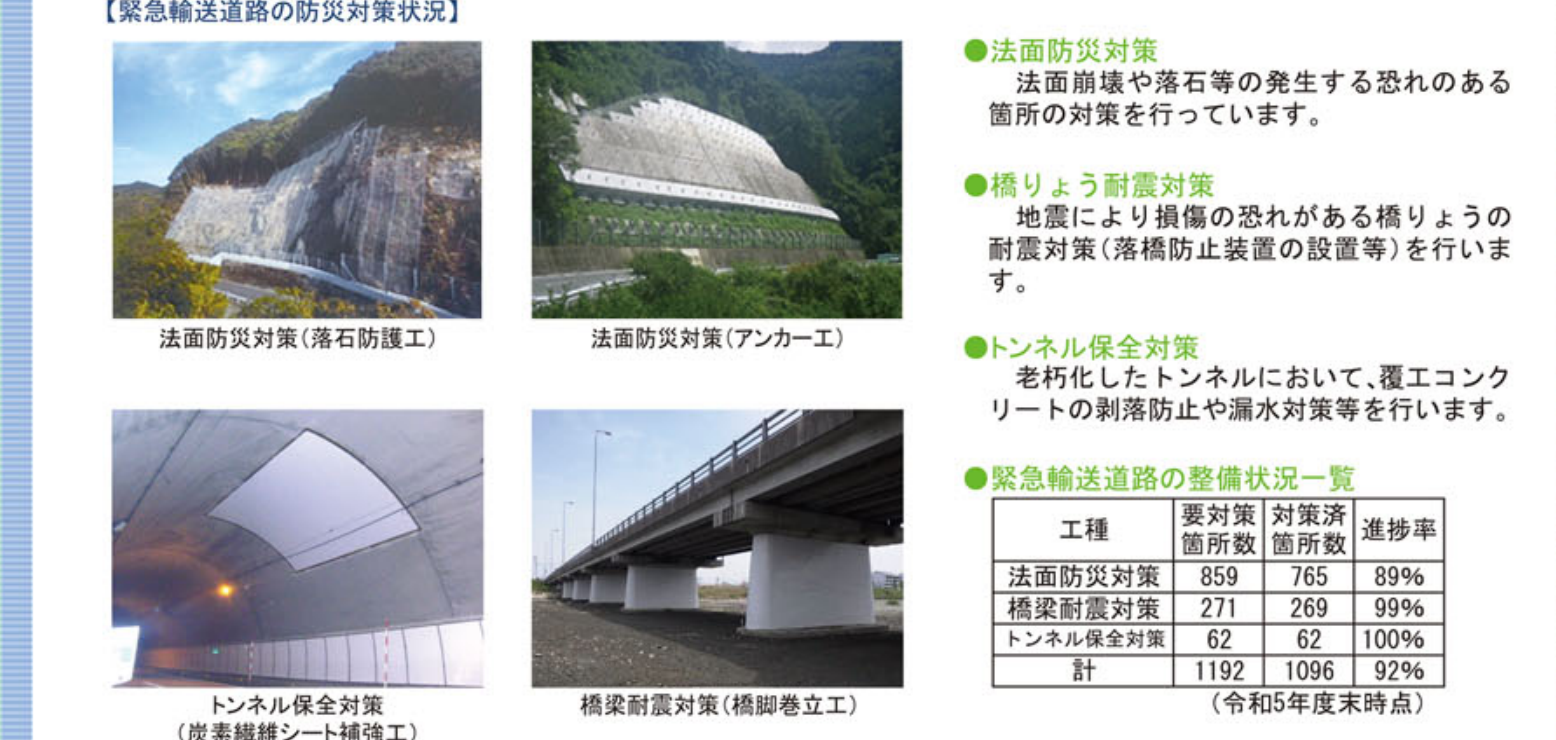 【緊急輸送道路の防災対策状況】
法面防災対策(落石防護工)
法面防災対策(アンカー工)
トンネル保全対策
(炭素繊維シート補強工)
橋梁耐震対策(橋脚巻立工)
●法面防災対策
法面崩壊や落石等の発生する恐れのある
箇所の対策を行っています。
●橋りょう耐震対策
地震により損傷の恐れがある橋りょうの
耐震対策(落橋防止装置の設置等)を行いま
す。
●トンネル保全対策
老朽化したトンネルにおいて、覆工コンク
リートの剥落防止や漏水対策等を行います。
●緊急輸送道路の整備状況一覧
工種 要対策箇所数 対策済箇所数 進捗率
法面防災対策 859 765 89%
橋梁耐震対策 271 269 99%
トンネル保全対策 62 62 100%
計 1192 1096 92%
(令和5年度末時点)